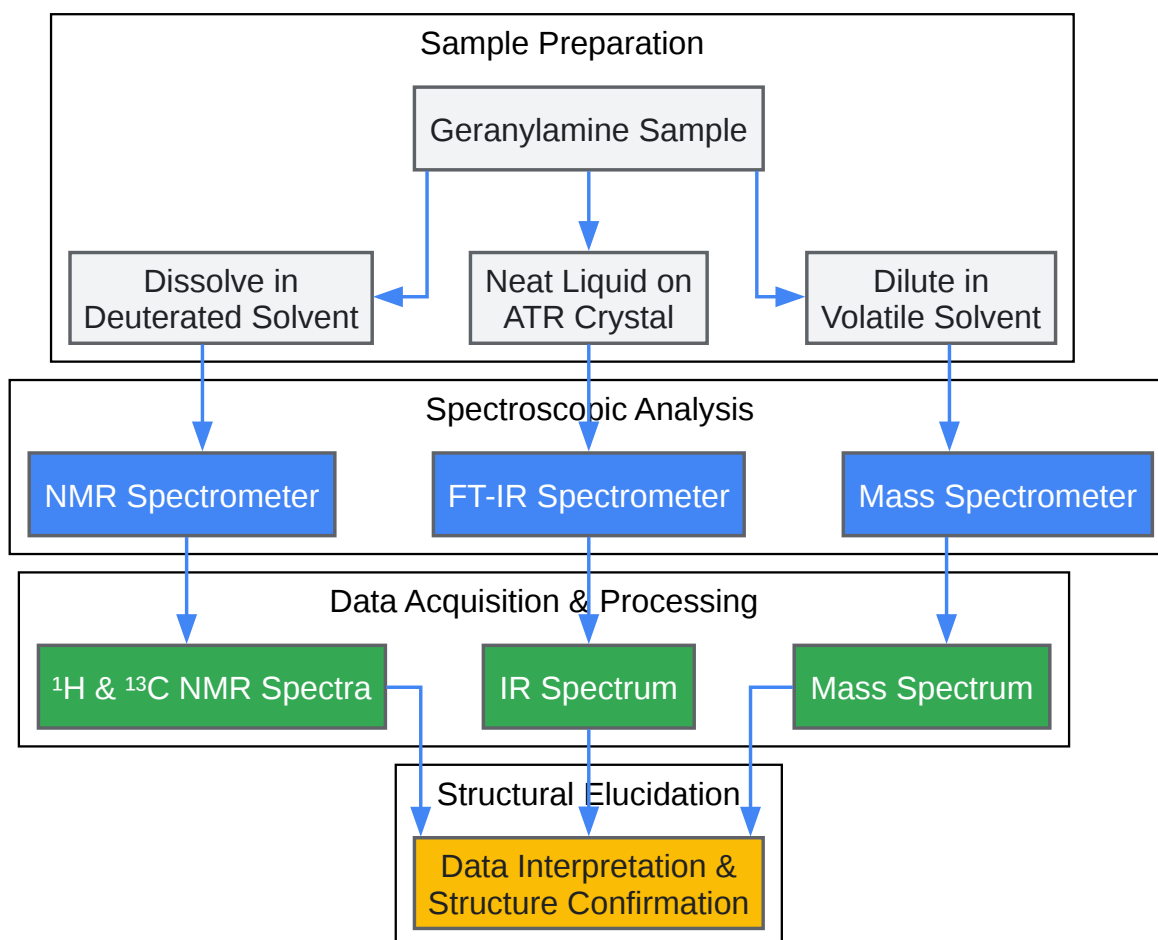 Sample Preparation
Geranylamine Sample
Dissolve in
Deuterated Solvent
Neat Liquid on
ATR Crystal
Dilute in
Volatile Solvent
Spectroscopic Analysis
NMR Spectrometer
FT-IR Spectrometer
Mass Spectrometer
Data Acquisition & Processing
¹H & ¹³C NMR Spectra
IR Spectrum
Mass Spectrum
Structural Elucidation
Data Interpretation &
Structure Confirmation